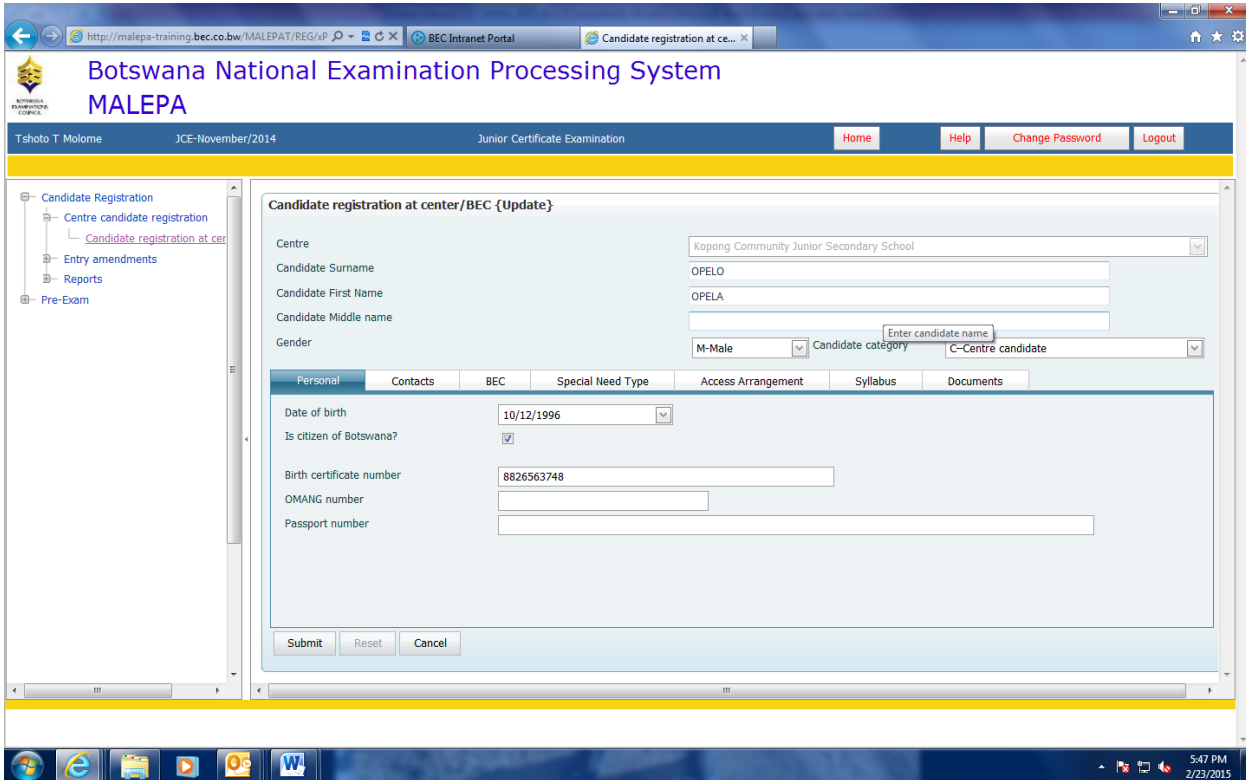 http://malepa-training.bec.co.bw/MALEPAT/REG/xP
BEC Intranet Portal
Candidate registration at ce...
BOTSWANA
EXAMINATIONS
COUNCIL
Botswana National Examination Processing System
MALEPA
Tshoto T Molome JCE-November/2014 Junior Certificate Examination Home Help Change Password Logout
Candidate Registration
Centre candidate registration
Candidate registration at cer
Entry amendments
Reports
Pre-Exam
Candidate registration at center/BEC {Update}
Centre Kopong Community Junior Secondary School
Candidate Surname OPELO
Candidate First Name OPELA
Candidate Middle name
Enter candidate name
Gender M-Male Candidate category C-Centre candidate
Personal Contacts BEC Special Need Type Access Arrangement Syllabus Documents
Date of birth 10/12/1996
Is citizen of Botswana?
Birth certificate number 8826563748
OMANG number
Passport number
Submit Reset Cancel
5:47 PM
2/23/2015